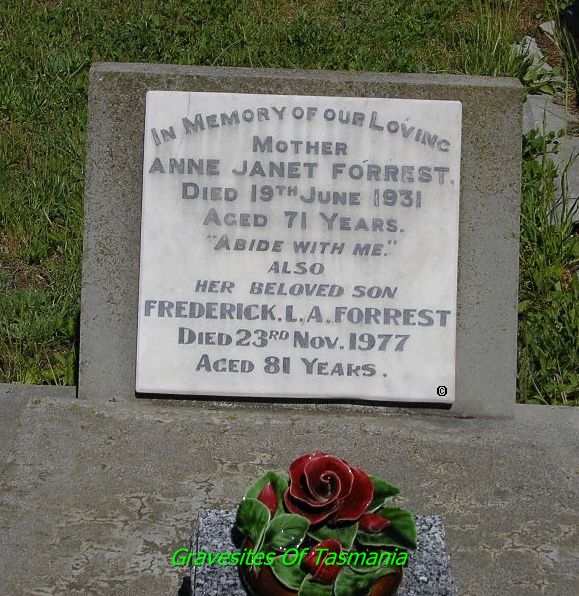 IN MEMORY OF OUR LOVING
MOTHER
ANNE JANET FORREST.
DIED 19TH JUNE 1931
AGED 71 YEARS.
"ABIDE WITH ME."
ALSO
HER BELOVED SON
FREDERICK.L.A.FORREST
DIED 23RD NOV. 1977
AGED 81 YEARS.
©
Gravesites Of Tasmania